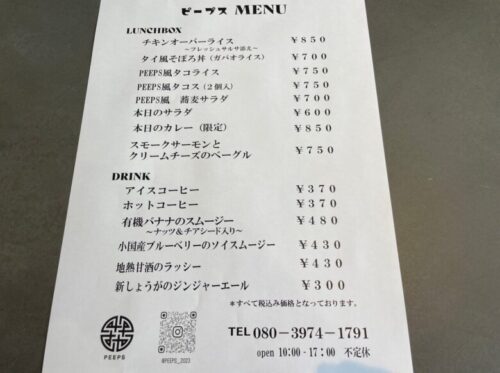 ピープス MENU
LUNCHBOX
チキンオーバーライス ￥８５０
～フレッシュサルサ添え～
タイ風そぼろ丼（ガパオライス） ￥７００
PEEPS風タコライス ￥７５０
PEEPS風タコス（２個入） ￥７５０
PEEPS風　蕎麦サラダ ￥７００
本日のサラダ ￥６００
本日のカレー（限定） ￥８５０
スモークサーモンと
クリームチーズのベーグル ￥７５０
DRINK
アイスコーヒー ￥３７０
ホットコーヒー ￥３７０
有機バナナのスムージー ￥４８０
～ナッツ＆チアシード入り～
小国産ブルーベリーのソイスムージー ￥４３０
地熱甘酒のラッシー ￥４３０
新しょうがのジンジャーエール ￥３００
＊すべて税込み価格となっております。
PEEPS
@PEEPS_2023
TEL 080－3974－1791
open 10:00-17:00　不定休